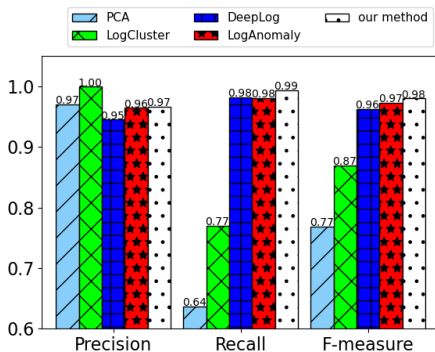 PCA DeepLog our method
LogCluster LogAnomaly
1.0
0.9
0.8
0.7
0.6
0.97 1.00 0.95 0.96 0.97
0.64 0.77 0.98 0.98 0.99
0.77 0.87 0.96 0.97 0.98
Precision Recall F-measure